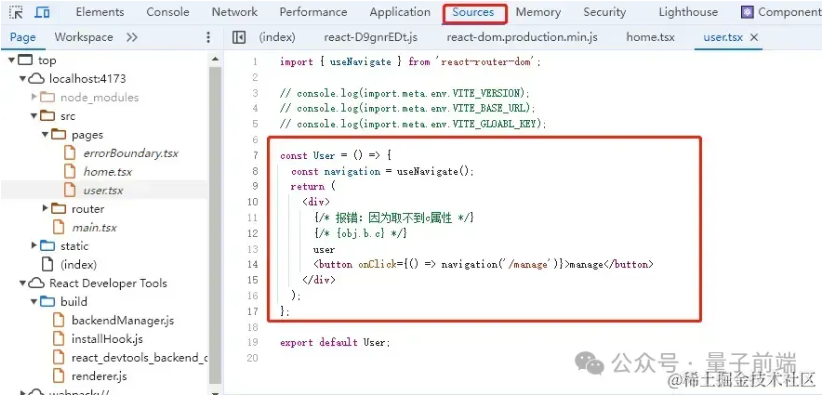 Elements Console Network Performance Application Sources Memory Security Lighthouse Component
Page Workspace (index) react-D9gnrEDt.js react-dom.production.min.js home.tsx user.tsx
top
localhost:4173
node_modules
src
pages
errorBoundary.tsx
home.tsx
user.tsx
router
main.tsx
static
(index)
React Developer Tools
build
backendManager.js
installHook.js
react_devtools_backend_c
renderer.js
1 import { useNavigate } from 'react-router-dom';
2
3 // console.log(import.meta.env.VITE_VERSION);
4 // console.log(import.meta.env.VITE_BASE_URL);
5 // console.log(import.meta.env.VITE_GLOABL_KEY);
6
7 const User = () => {
8 const navigation = useNavigate();
9 return (
10 <div>
11 {/* 报错：因为取不到c属性 */}
12 {/* {obj.b.c} */}
13 user
14 <button onClick={() => navigation('/manage')}>manage</button>
15 </div>
16 );
17 };
18
19 export default User;
20
公众号 · 量子前端
@稀土掘金技术社区